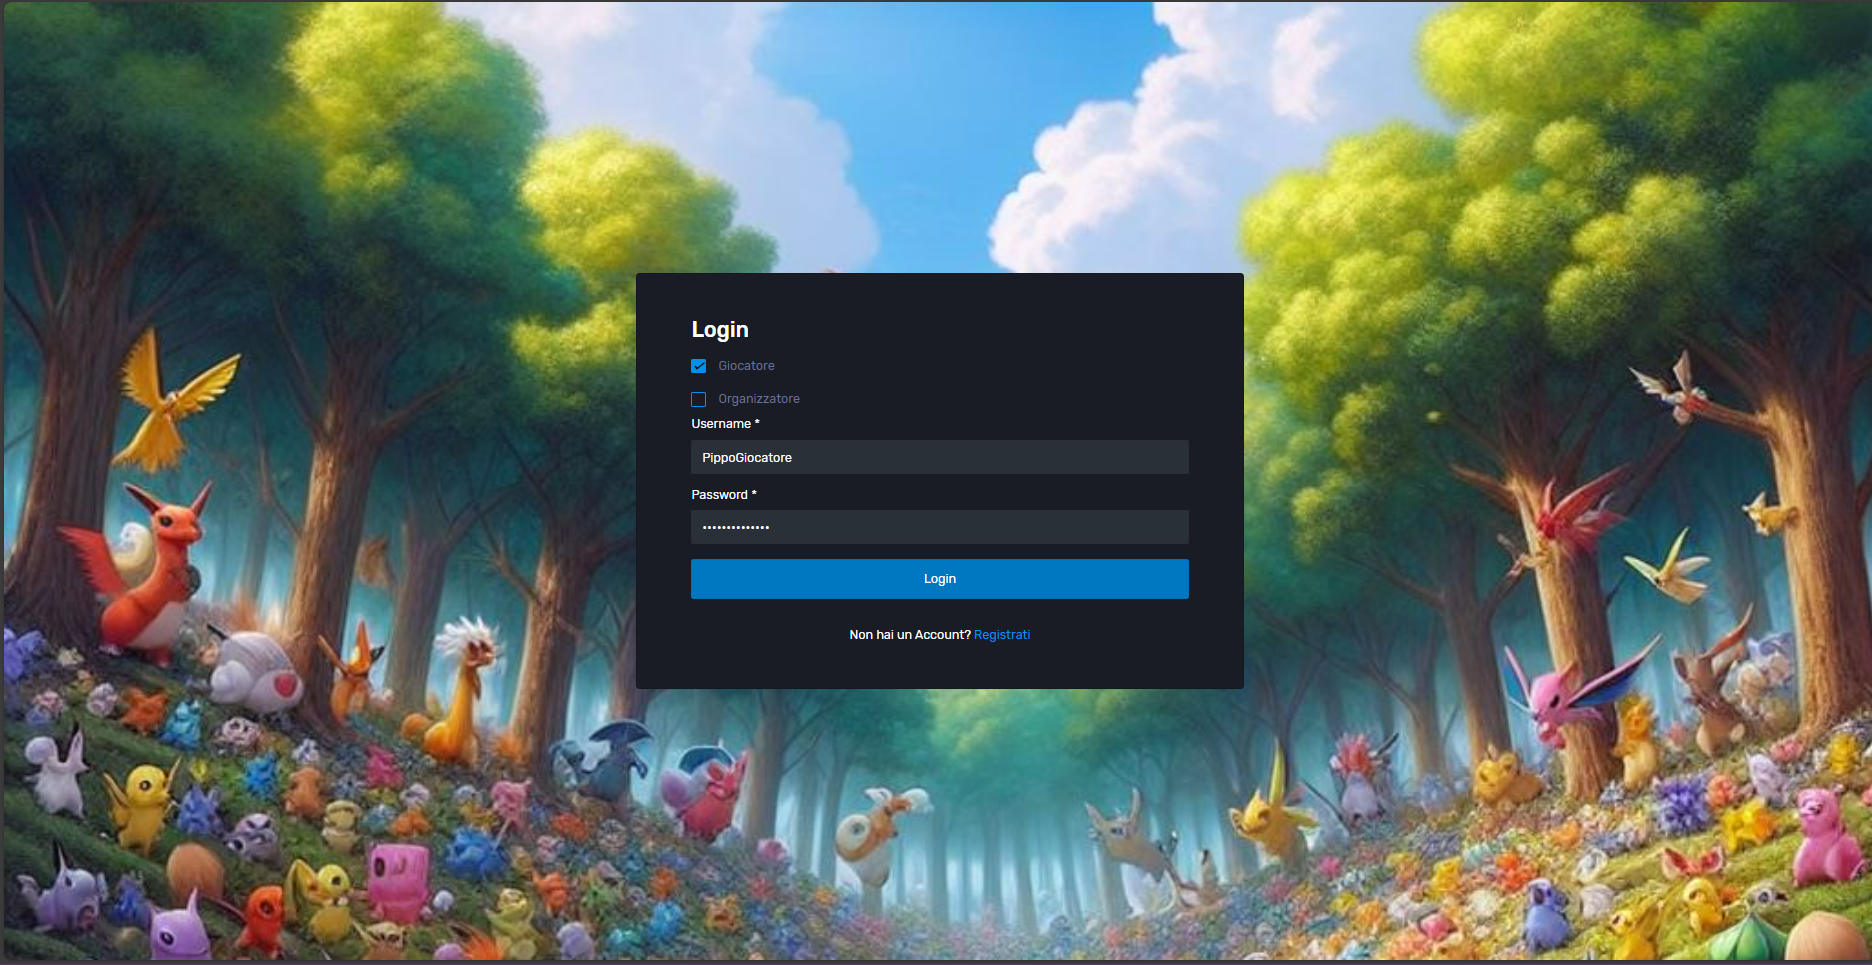 Login
Giocatore
Organizzatore
Username *
PippoGiocatore
Password *
••••••••••••••
Login
Non hai un Account? Registrati